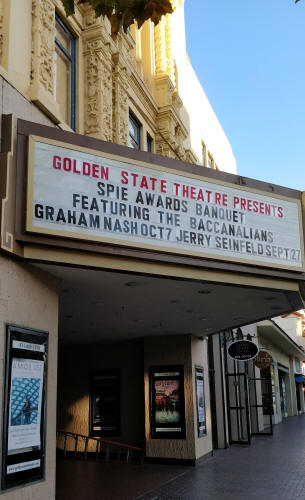 GOLDEN STATE THEATRE PRESENTS
SPIE AWARDS BANQUET
FEATURING THE BACCANALIANS
GRAHAM NASH OCT 7 JERRY SEINFELD SEPT 27